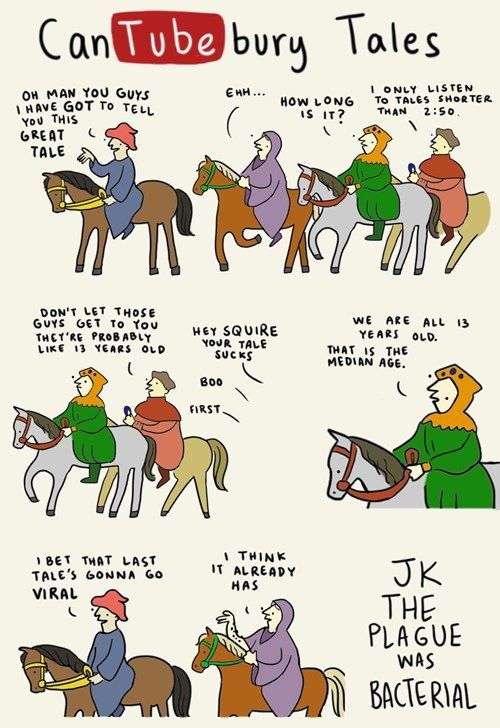 CanTubebury Tales
OH MAN YOU GUYS
I HAVE GOT TO TELL
YOU THIS
GREAT
TALE
EHH...
HOW LONG
IS IT?
I ONLY LISTEN
TO TALES SHORTER
THAN 2:50.
DON'T LET THOSE
GUYS GET TO YOU
THEY'RE PROBABLY
LIKE 13 YEARS OLD
HEY SQUIRE
YOUR TALE
SUCKS
BOO
FIRST
WE ARE ALL 13
YEARS OLD.
THAT IS THE
MEDIAN AGE.
I BET THAT LAST
TALE'S GONNA GO
VIRAL
I THINK
IT ALREADY
HAS
JK
THE
PLAGUE
WAS
BACTERIAL